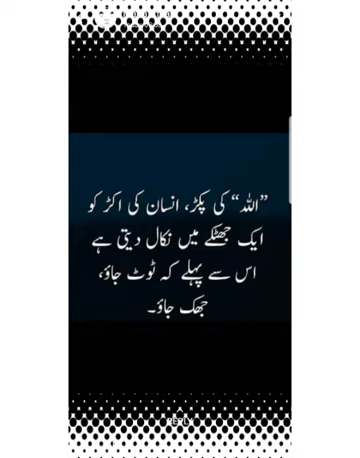 ”اللہ“ کی پکڑ، انسان کی اکڑ کو
ایک جھٹکے میں نکال دیتی ہے
اس سے پہلے کہ ٹوٹ جاؤ،
جھک جاؤ۔
REPLY